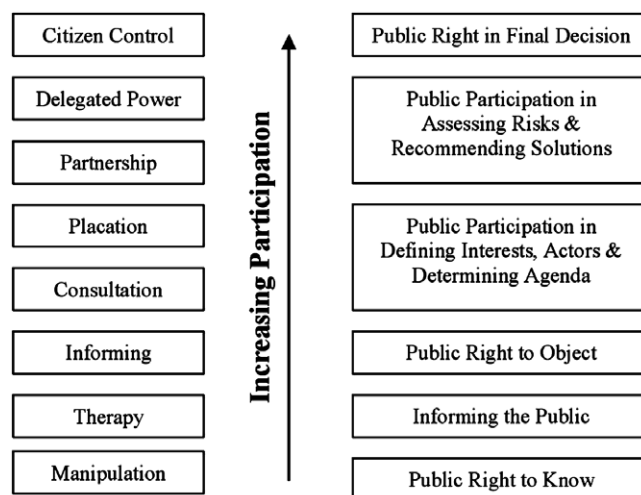 Citizen Control
Delegated Power
Partnership
Placation
Consultation
Informing
Therapy
Manipulation
Increasing Participation
Public Right in Final Decision
Public Participation in
Assessing Risks &
Recommending Solutions
Public Participation in
Defining Interests, Actors &
Determining Agenda
Public Right to Object
Informing the Public
Public Right to Know